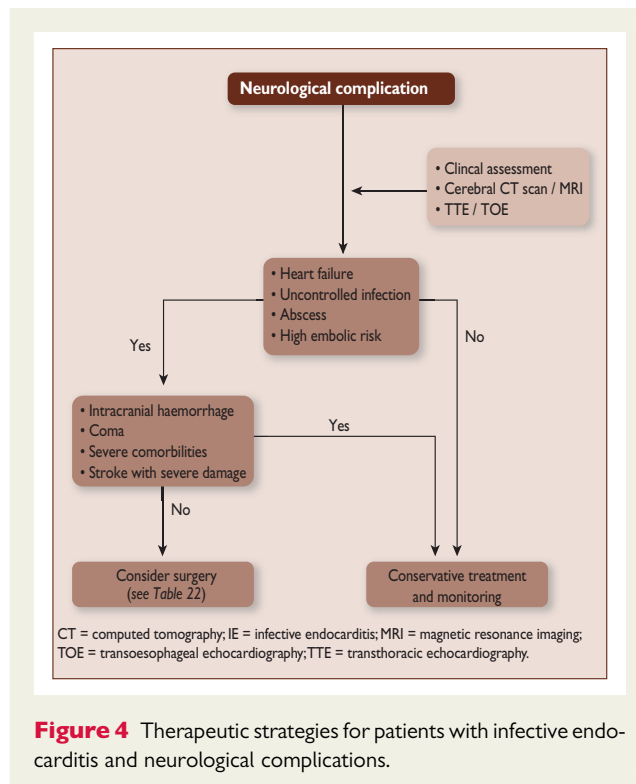 Neurological complication
• Clincal assessment
• Cerebral CT scan / MRI
• TTE / TOE
• Heart failure
• Uncontrolled infection
• Abscess
• High embolic risk
Yes
No
• Intracranial haemorrhage
• Coma
• Severe comorbilities
• Stroke with severe damage
Yes
No
Consider surgery
(see Table 22)
Conservative treatment
and monitoring
CT = computed tomography; IE = infective endocarditis; MRI = magnetic resonance imaging;
TOE = transoesophageal echocardiography; TTE = transthoracic echocardiography.
Figure 4 Therapeutic strategies for patients with infective endo-
carditis and neurological complications.